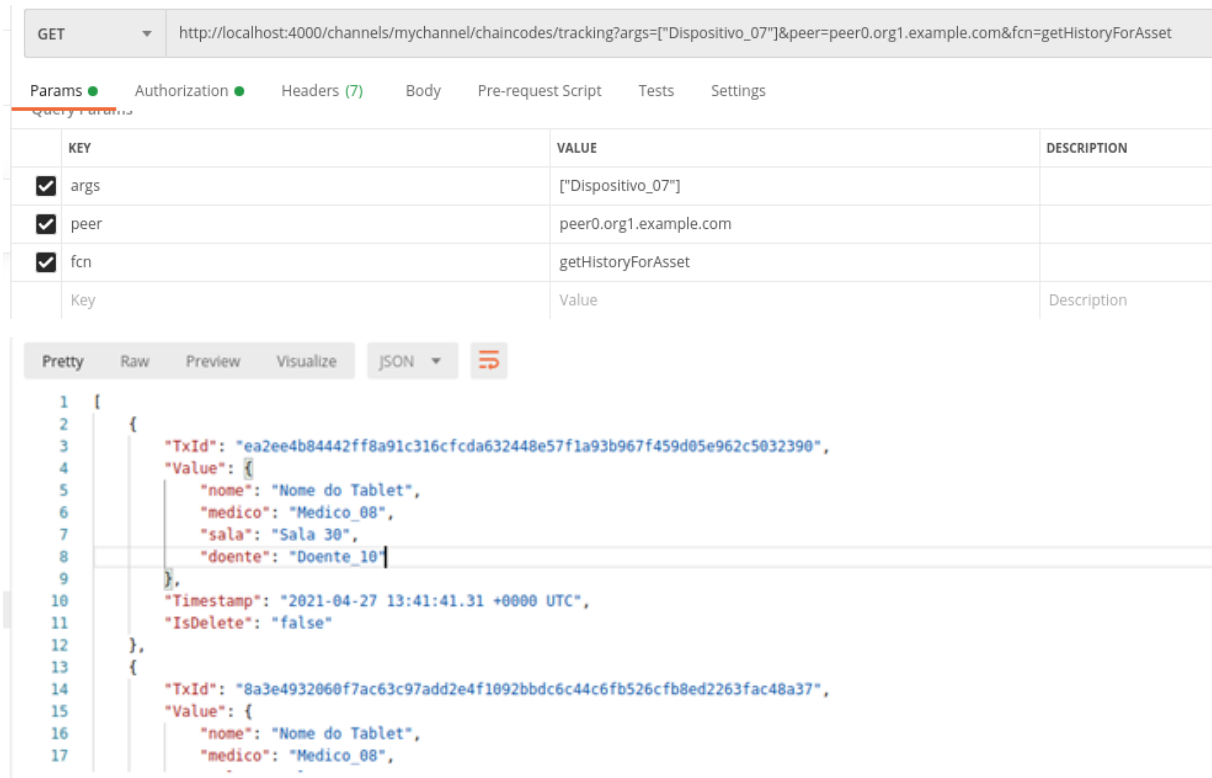 GET http://localhost:4000/channels/mychannel/chaincodes/tracking?args=["Dispositivo_07"]&peer=peer0.org1.example.com&fcn=getHistoryForAsset
Params Authorization Headers (7) Body Pre-request Script Tests Settings
Query Params
KEY VALUE DESCRIPTION
args ["Dispositivo_07"]
peer peer0.org1.example.com
fcn getHistoryForAsset
Key Value Description
Pretty Raw Preview Visualize JSON
1 [
2 {
3 "TxId": "ea2ee4b84442ff8a91c316cfcda632448e57f1a93b967f459d05e962c5032390",
4 "Value": {
5 "nome": "Nome do Tablet",
6 "medico": "Medico_08",
7 "sala": "Sala 30",
8 "doente": "Doente_10"
9 },
10 "Timestamp": "2021-04-27 13:41:41.31 +0000 UTC",
11 "IsDelete": "false"
12 },
13 {
14 "TxId": "8a3e4932060f7ac63c97add2e4f1092bbdc6c44c6fb526cfb8ed2263fac48a37",
15 "Value": {
16 "nome": "Nome do Tablet",
17 "medico": "Medico_08",